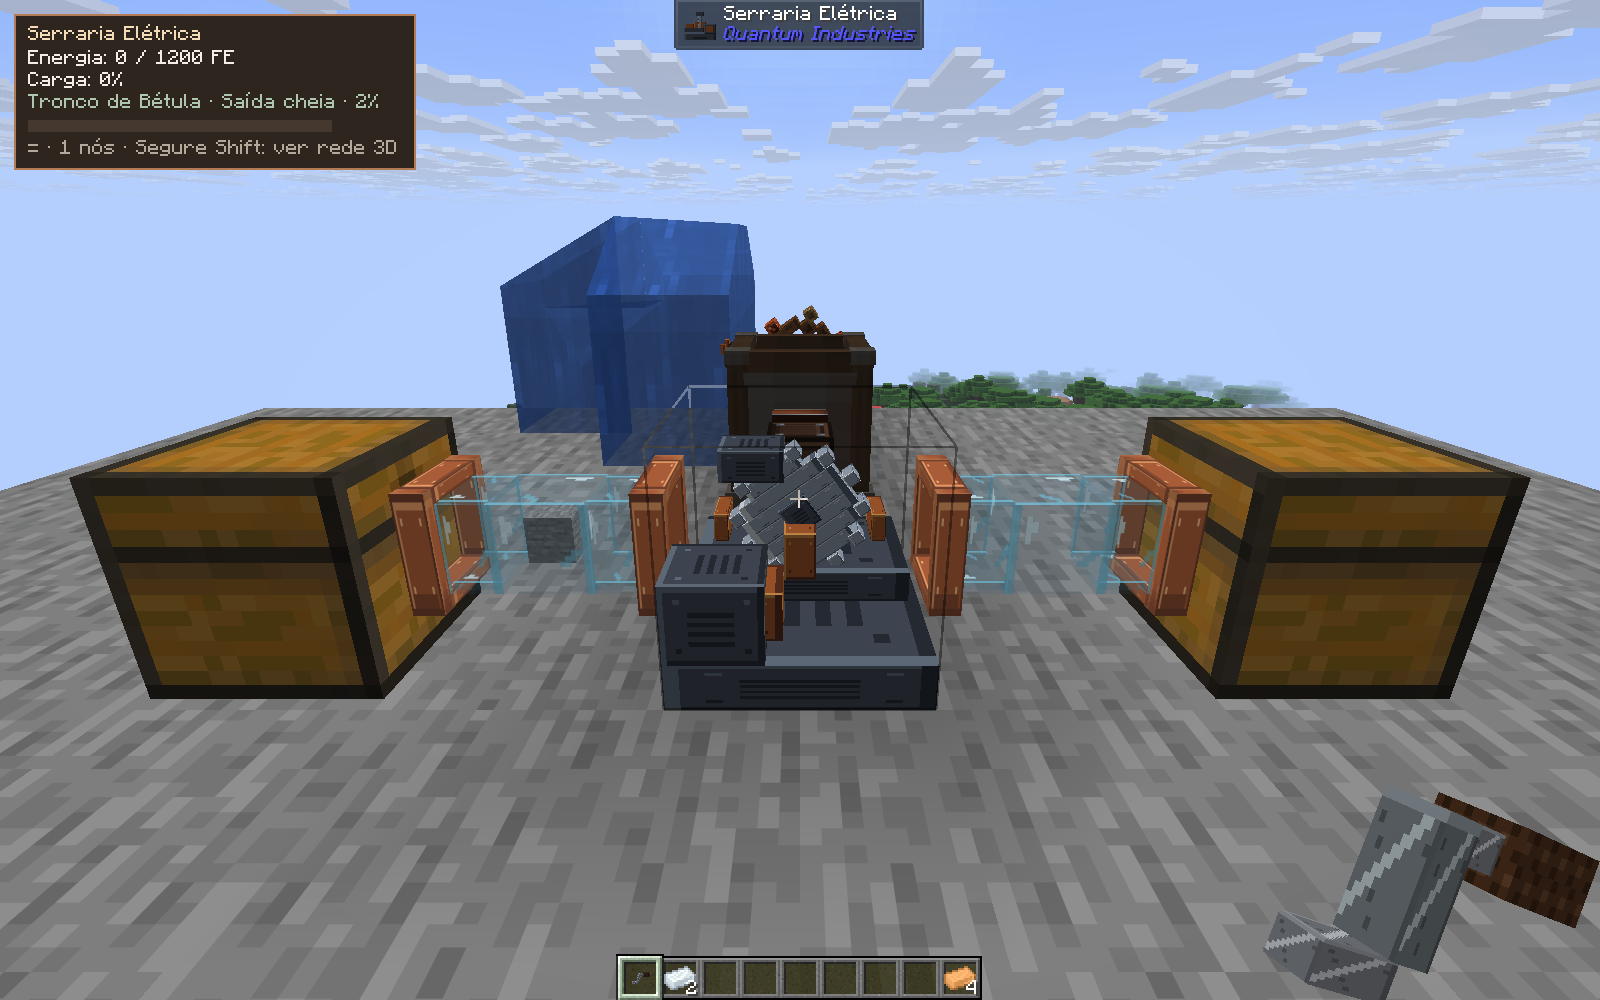 Serraria Elétrica
Energia: 0 / 1200 FE
Carga: 0%
Tronco de Bétula · Saída cheia · 2%
= · 1 nós · Segure Shift: ver rede 3D
Serraria Elétrica
Quantum Industries
2
4